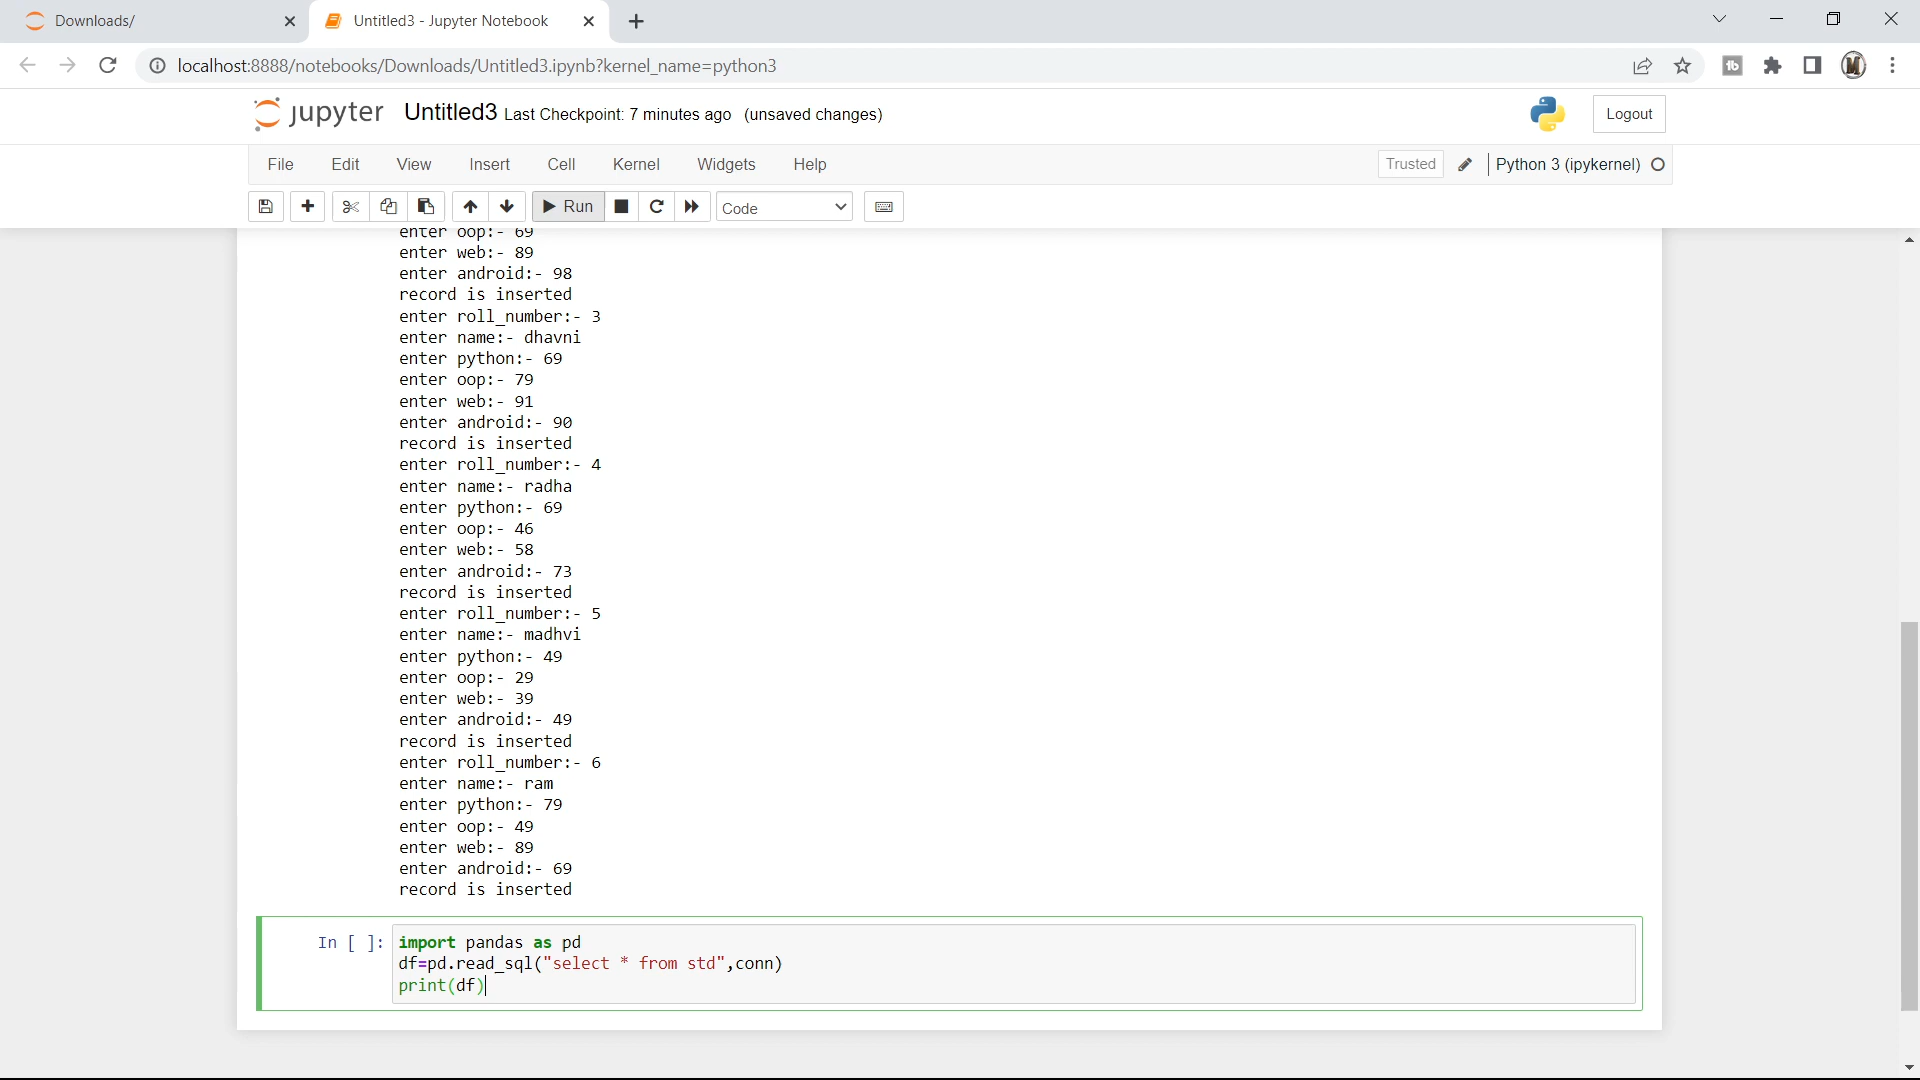 Downloads/
Untitled3 - Jupyter Notebook
localhost:8888/notebooks/Downloads/Untitled3.ipynb?kernel_name=python3
jupyter Untitled3 Last Checkpoint: 7 minutes ago (unsaved changes)
Logout
File Edit View Insert Cell Kernel Widgets Help
Trusted
Python 3 (ipykernel)
Run
Code
enter oop:- 69
enter web:- 89
enter android:- 98
record is inserted
enter roll_number:- 3
enter name:- dhavni
enter python:- 69
enter oop:- 79
enter web:- 91
enter android:- 90
record is inserted
enter roll_number:- 4
enter name:- radha
enter python:- 69
enter oop:- 46
enter web:- 58
enter android:- 73
record is inserted
enter roll_number:- 5
enter name:- madhvi
enter python:- 49
enter oop:- 29
enter web:- 39
enter android:- 49
record is inserted
enter roll_number:- 6
enter name:- ram
enter python:- 79
enter oop:- 49
enter web:- 89
enter android:- 69
record is inserted
In [ ]: import pandas as pd
df=pd.read_sql("select * from std",conn)
print(df)